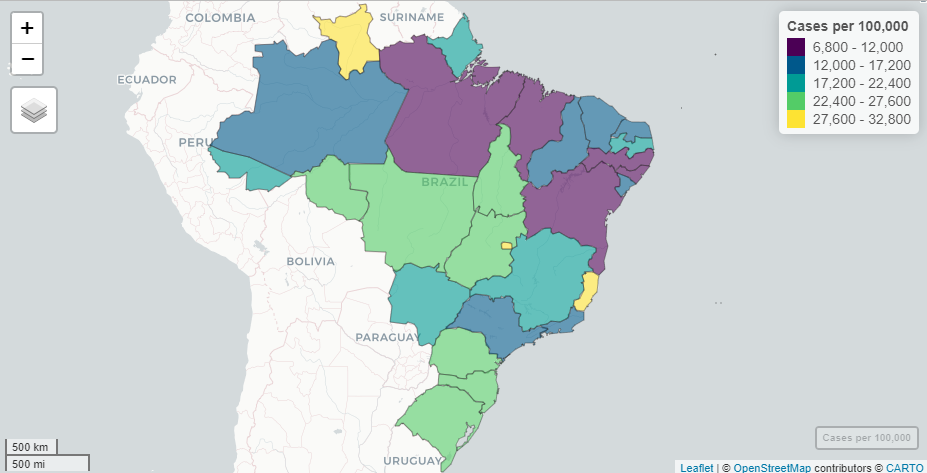 +
−
COLOMBIA
SURINAME
ECUADOR
PERU
BRAZIL
BOLIVIA
PARAGUAY
URUGUAY
Cases per 100,000
6,800 - 12,000
12,000 - 17,200
17,200 - 22,400
22,400 - 27,600
27,600 - 32,800
Cases per 100,000
500 km
500 mi
Leaflet | © OpenStreetMap contributors © CARTO